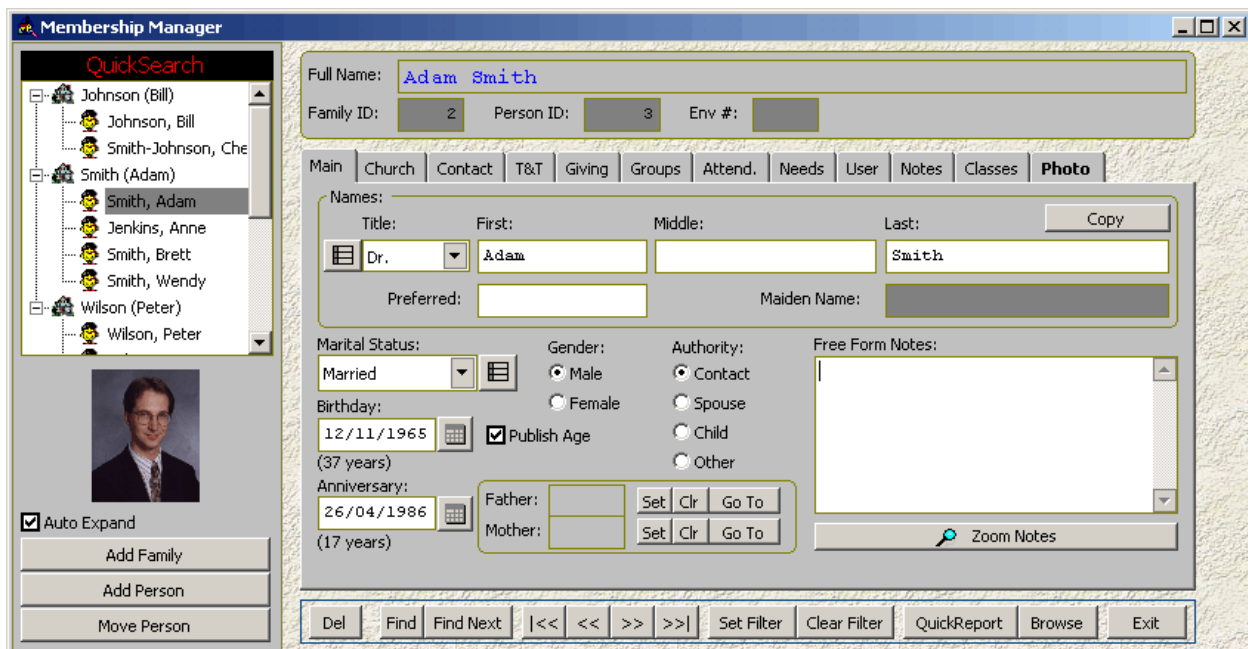 Membership Manager
QuickSearch
Johnson (Bill)
Johnson, Bill
Smith-Johnson, Che
Smith (Adam)
Smith, Adam
Jenkins, Anne
Smith, Brett
Smith, Wendy
Wilson (Peter)
Wilson, Peter
Auto Expand
Add Family
Add Person
Move Person
Full Name: Adam Smith
Family ID: 2 Person ID: 3 Env #:
Main Church Contact T&T Giving Groups Attend. Needs User Notes Classes Photo
Names:
Title: First: Middle: Last: Copy
Dr. Adam Smith
Preferred: Maiden Name:
Marital Status: Gender: Authority: Free Form Notes:
Married Male Contact
Female Spouse
Birthday:
12/11/1965 Publish Age Child
(37 years) Other
Anniversary:
26/04/1986 Father: Set Clr Go To
(17 years) Mother: Set Clr Go To
Zoom Notes
Del Find Find Next |<< << >> >>| Set Filter Clear Filter QuickReport Browse Exit